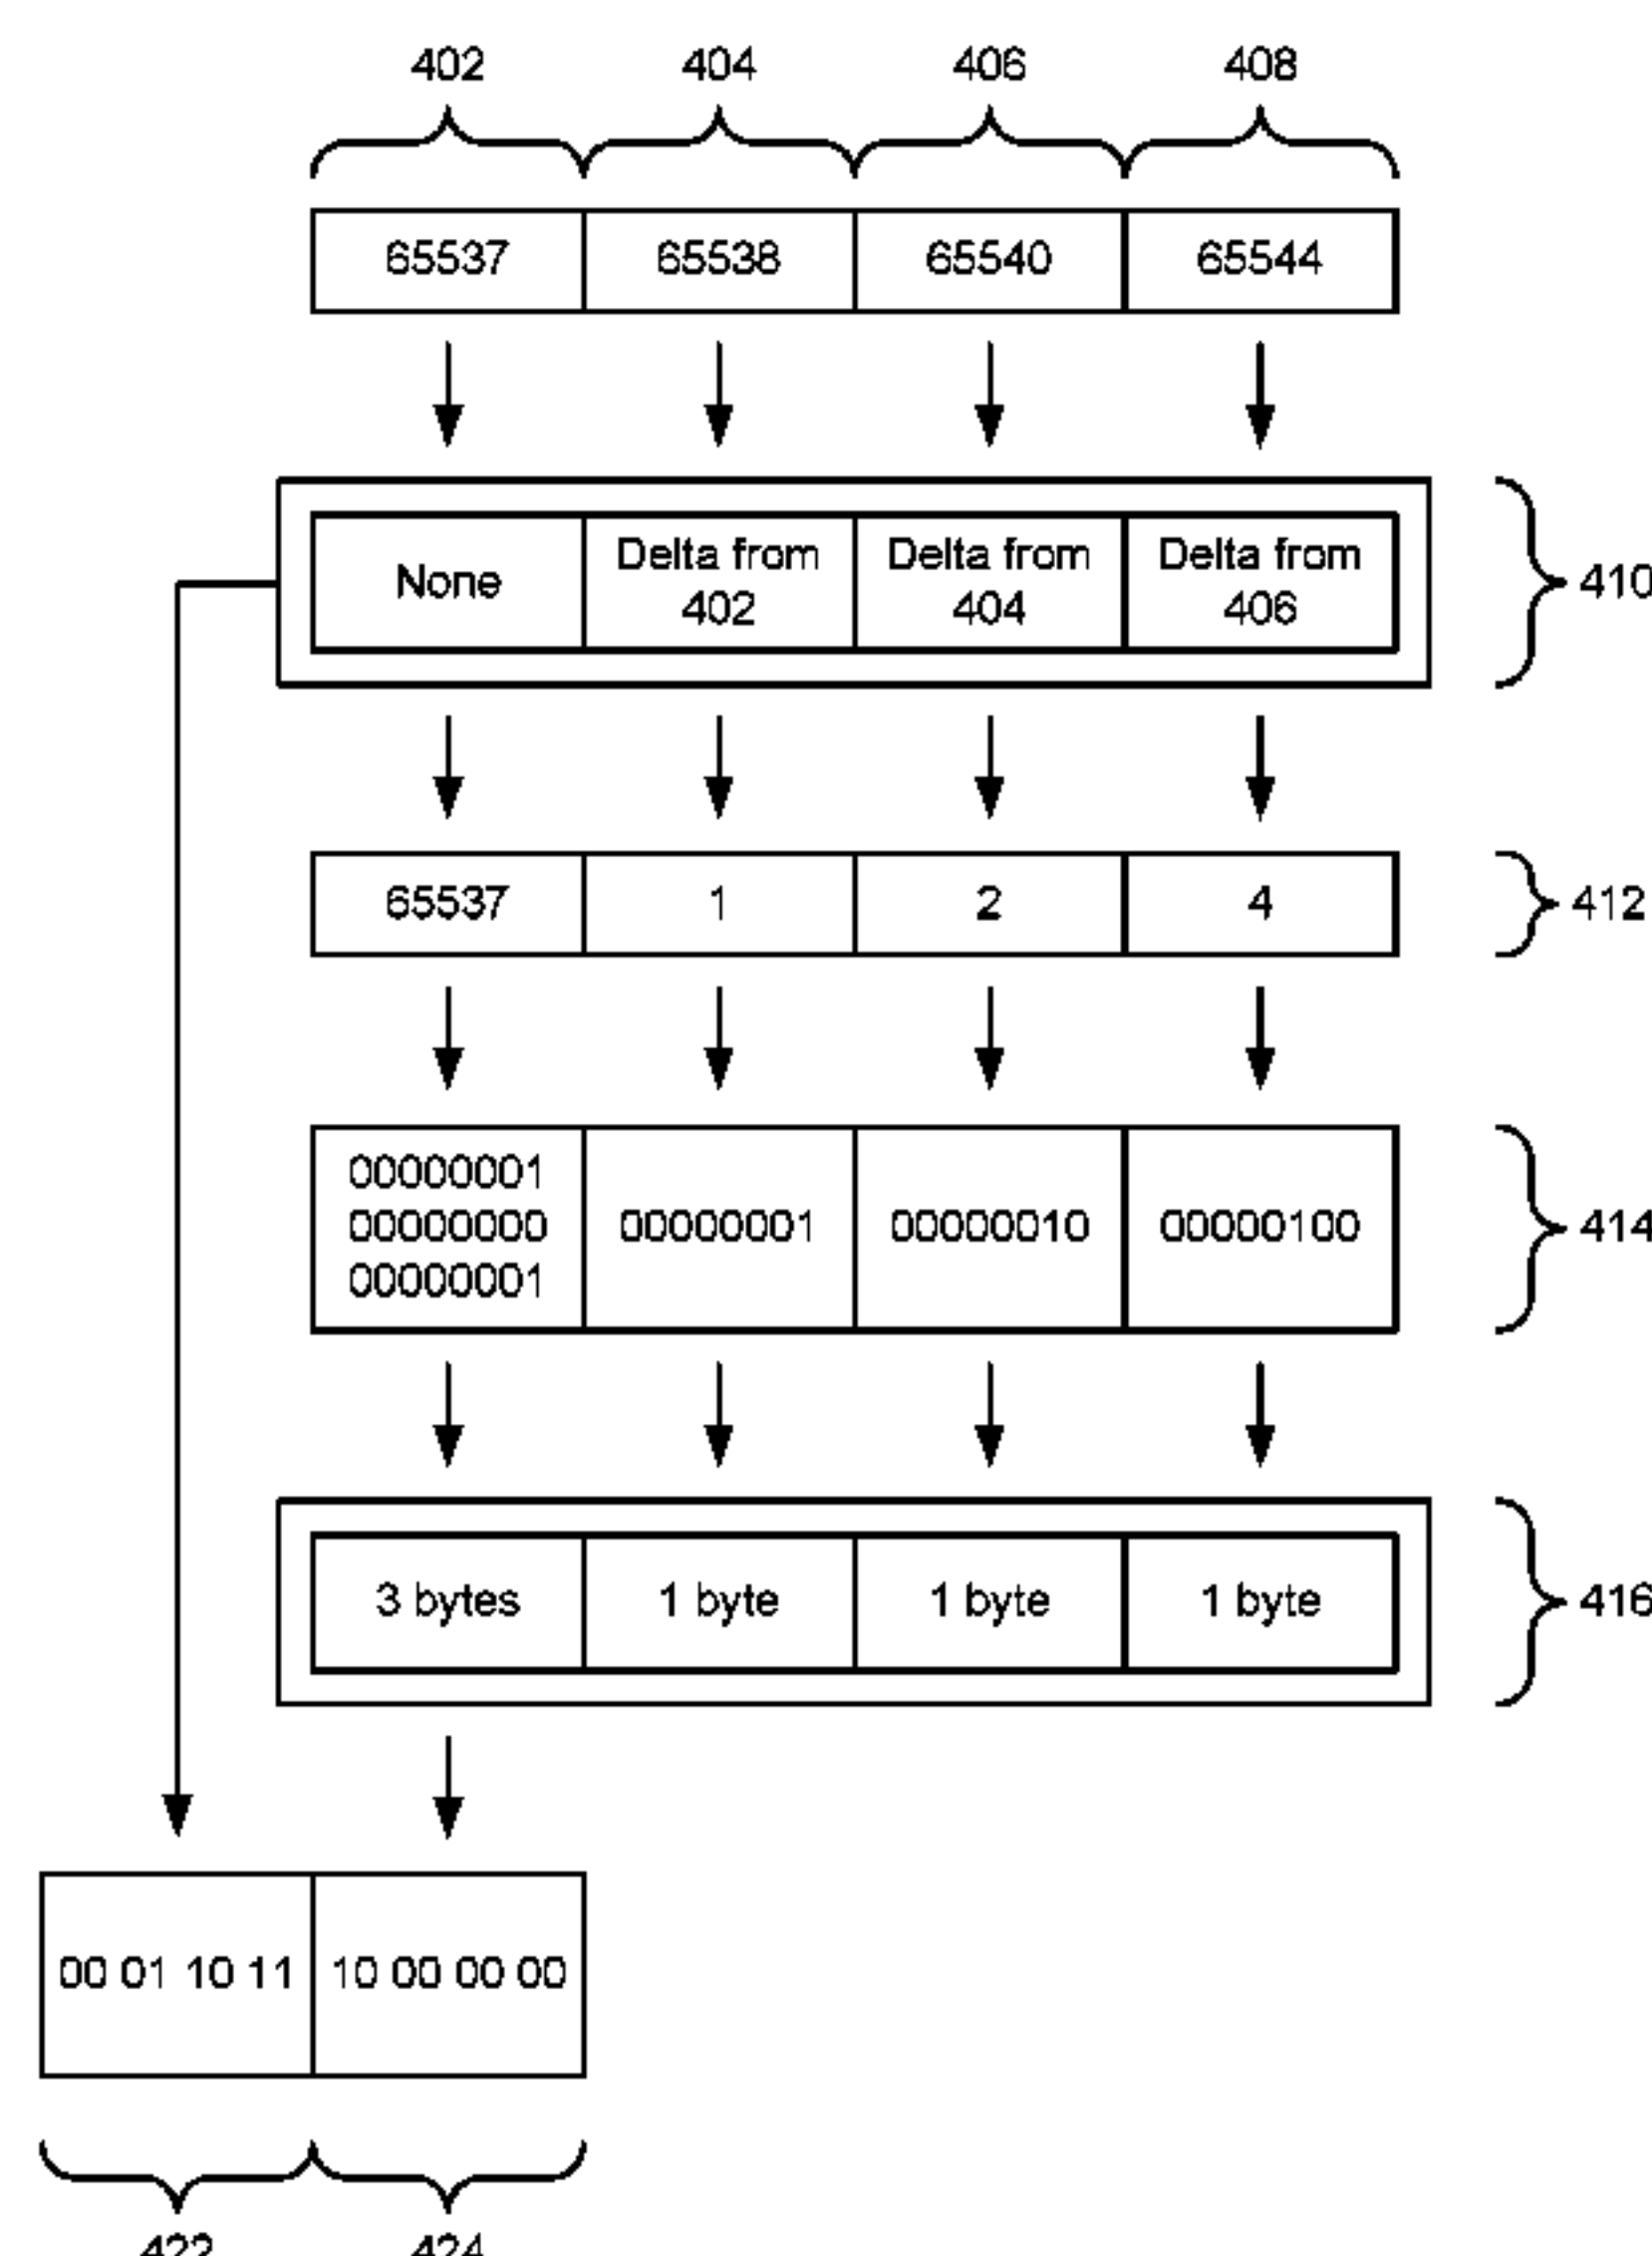 402 404 406 408
65537 65538 65540 65544
None Delta from 402 Delta from 404 Delta from 406 410
65537 1 2 4 412
00000001
00000000
00000001
00000001 00000010 00000100 414
3 bytes 1 byte 1 byte 1 byte 416
00 01 10 11 10 00 00 00
422 424